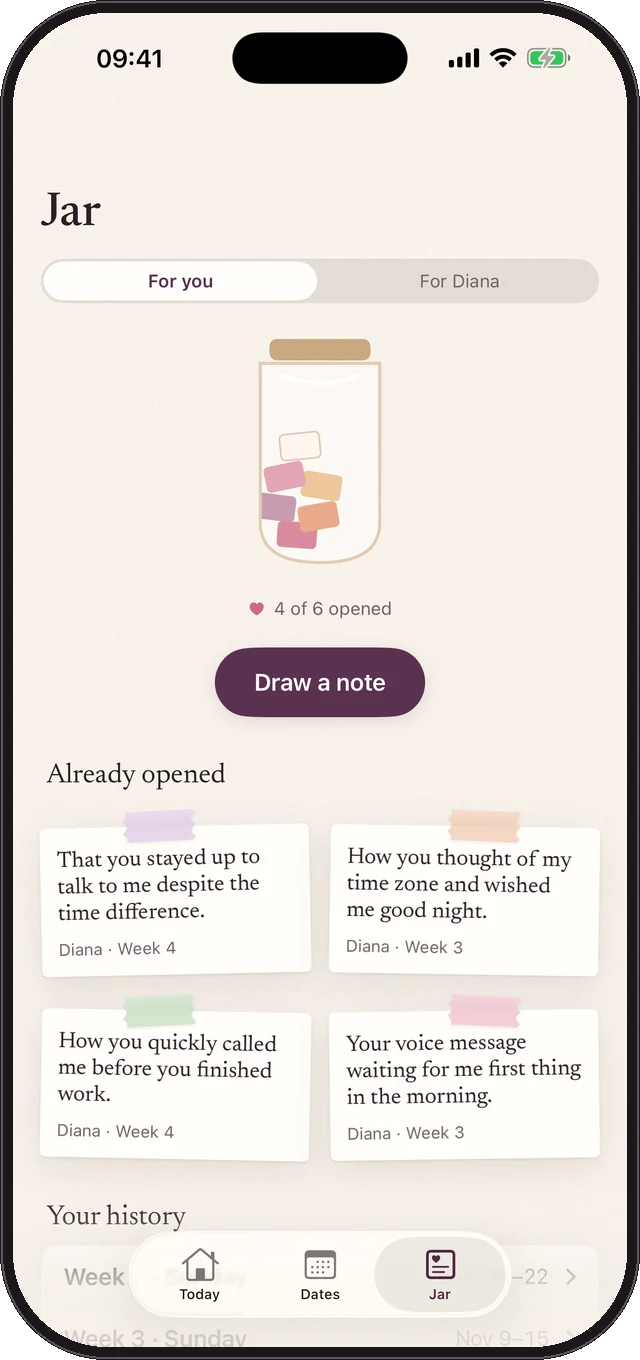 09:41
Jar
For you
For Diana
4 of 6 opened
Draw a note
Already opened
That you stayed up to
talk to me despite the
time difference.
Diana · Week 4
How you thought of my
time zone and wished
me good night.
Diana · Week 3
How you quickly called
me before you finished
work.
Diana · Week 4
Your voice message
waiting for me first thing
in the morning.
Diana · Week 3
Your history
Week
–22
Today
Dates
Jar
Week 3 · Sunday
Nov 9–15